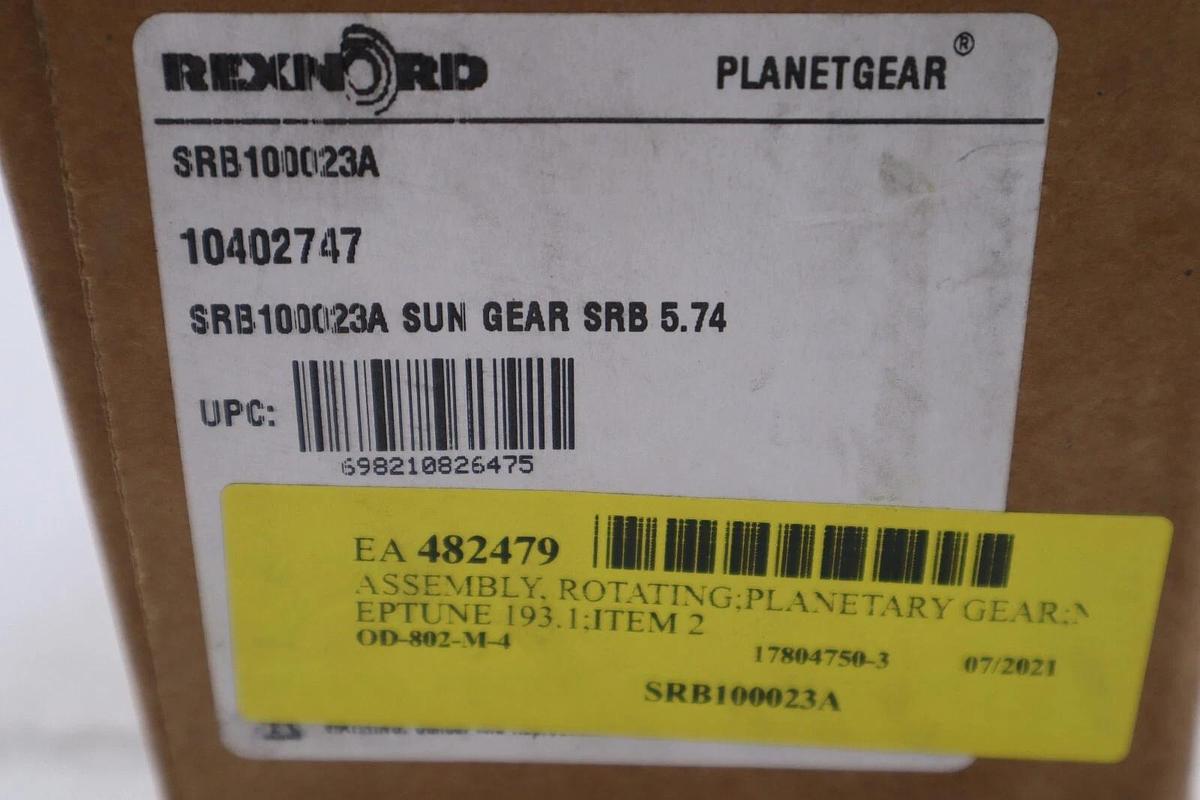 REXNORD PLANETGEAR®
SRB100023A
10402747
SRB100023A SUN GEAR SRB 5.74
UPC:
698210826475
EA 482479
ASSEMBLY, ROTATING;PLANETARY GEAR;N
EPTUNE 193.1;ITEM 2
OD-802-M-4
17804750-3 07/2021
SRB100023A